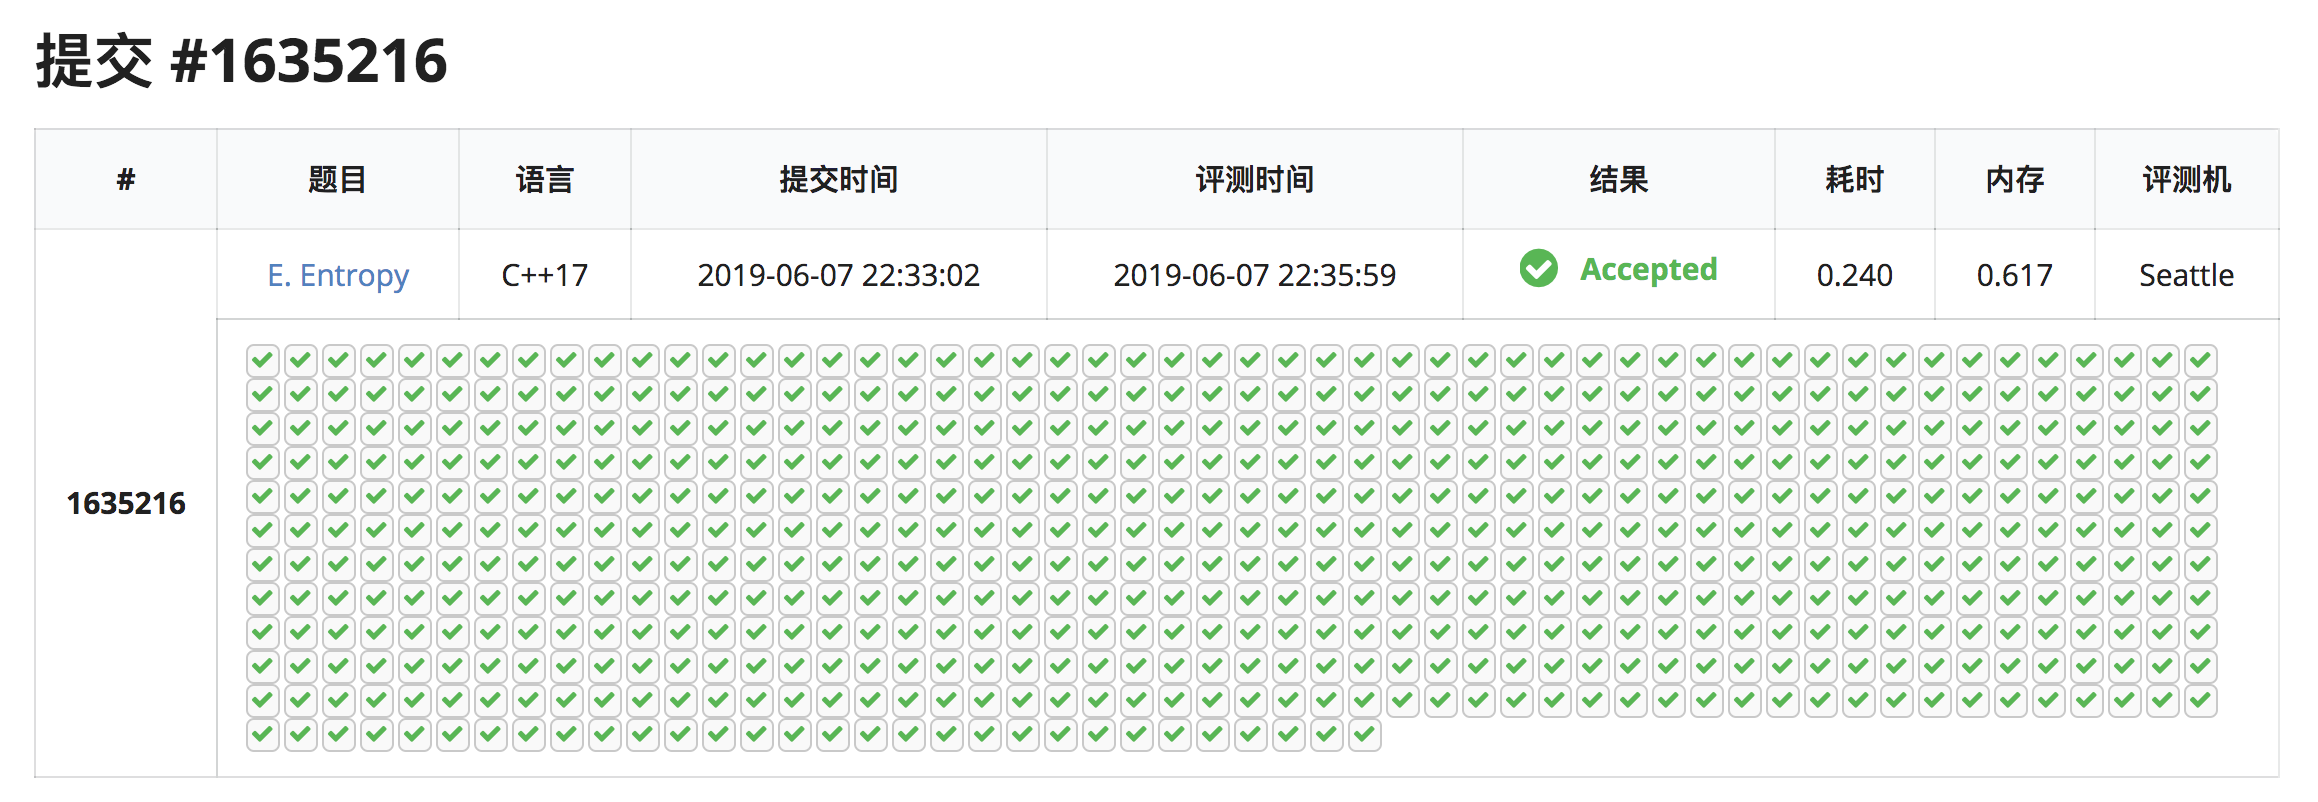 提交 #1635216
# 题目 语言 提交时间 评测时间 结果 耗时 内存 评测机
E. Entropy C++17 2019-06-07 22:33:02 2019-06-07 22:35:59 Accepted 0.240 0.617 Seattle
1635216